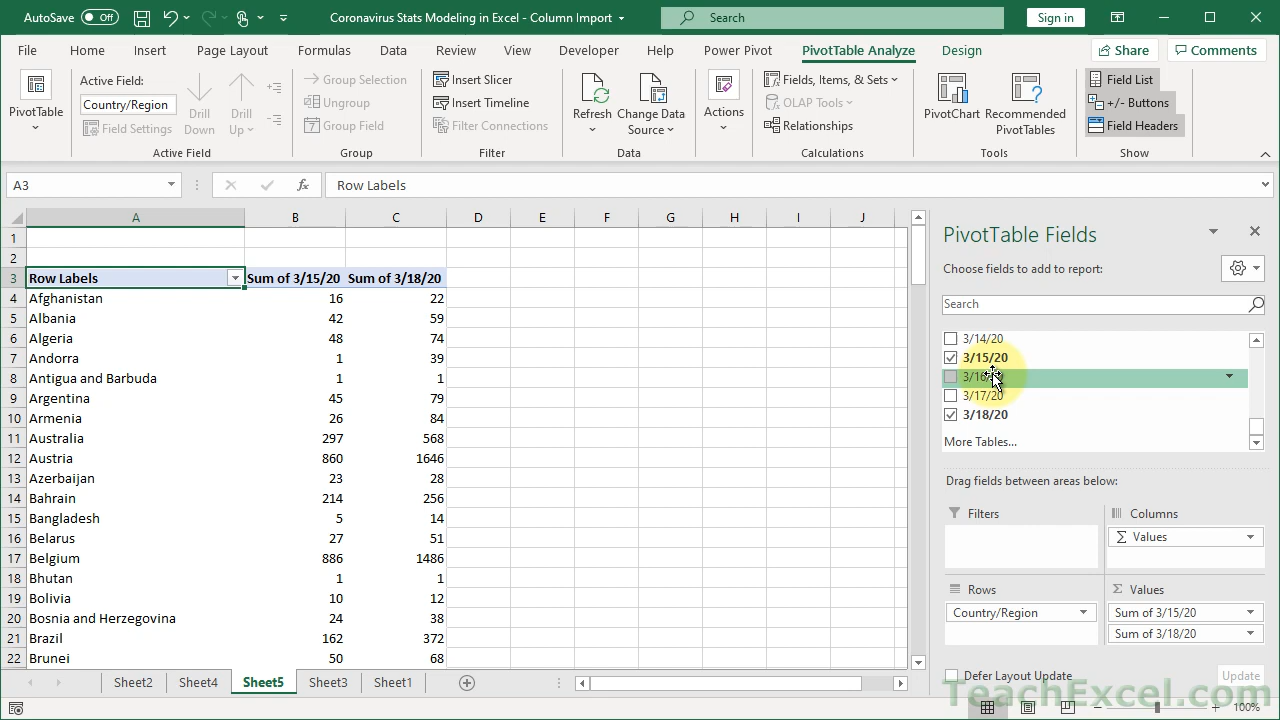 AutoSave Off Coronavirus Stats Modeling in Excel - Column Import Search Sign in
File Home Insert Page Layout Formulas Data Review View Developer Help Power Pivot PivotTable Analyze Design Share Comments
PivotTable
Active Field:
Country/Region
Field Settings
Drill Down
Drill Up
Active Field
Group Selection
Ungroup
Group Field
Group
Insert Slicer
Insert Timeline
Filter Connections
Filter
Refresh
Change Data Source
Data
Actions
Fields, Items, & Sets
OLAP Tools
Relationships
Calculations
PivotChart
Recommended PivotTables
Tools
Field List
+/- Buttons
Field Headers
Show
A3 fx Row Labels
A B C D E F G H I J
1
2
3 Row Labels Sum of 3/15/20 Sum of 3/18/20
4 Afghanistan 16 22
5 Albania 42 59
6 Algeria 48 74
7 Andorra 1 39
8 Antigua and Barbuda 1 1
9 Argentina 45 79
10 Armenia 26 84
11 Australia 297 568
12 Austria 860 1646
13 Azerbaijan 23 28
14 Bahrain 214 256
15 Bangladesh 5 14
16 Belarus 27 51
17 Belgium 886 1486
18 Bhutan 1 1
19 Bolivia 10 12
20 Bosnia and Herzegovina 24 38
21 Brazil 162 372
22 Brunei 50 68
Sheet2 Sheet4 Sheet5 Sheet3 Sheet1
PivotTable Fields
Choose fields to add to report:
Search
3/14/20
3/15/20
3/17/20
3/18/20
More Tables...
Drag fields between areas below:
Filters
Columns
Σ Values
Rows
Country/Region
Σ Values
Sum of 3/15/20
Sum of 3/18/20
Defer Layout Update Update
TeachExcel.com
100%